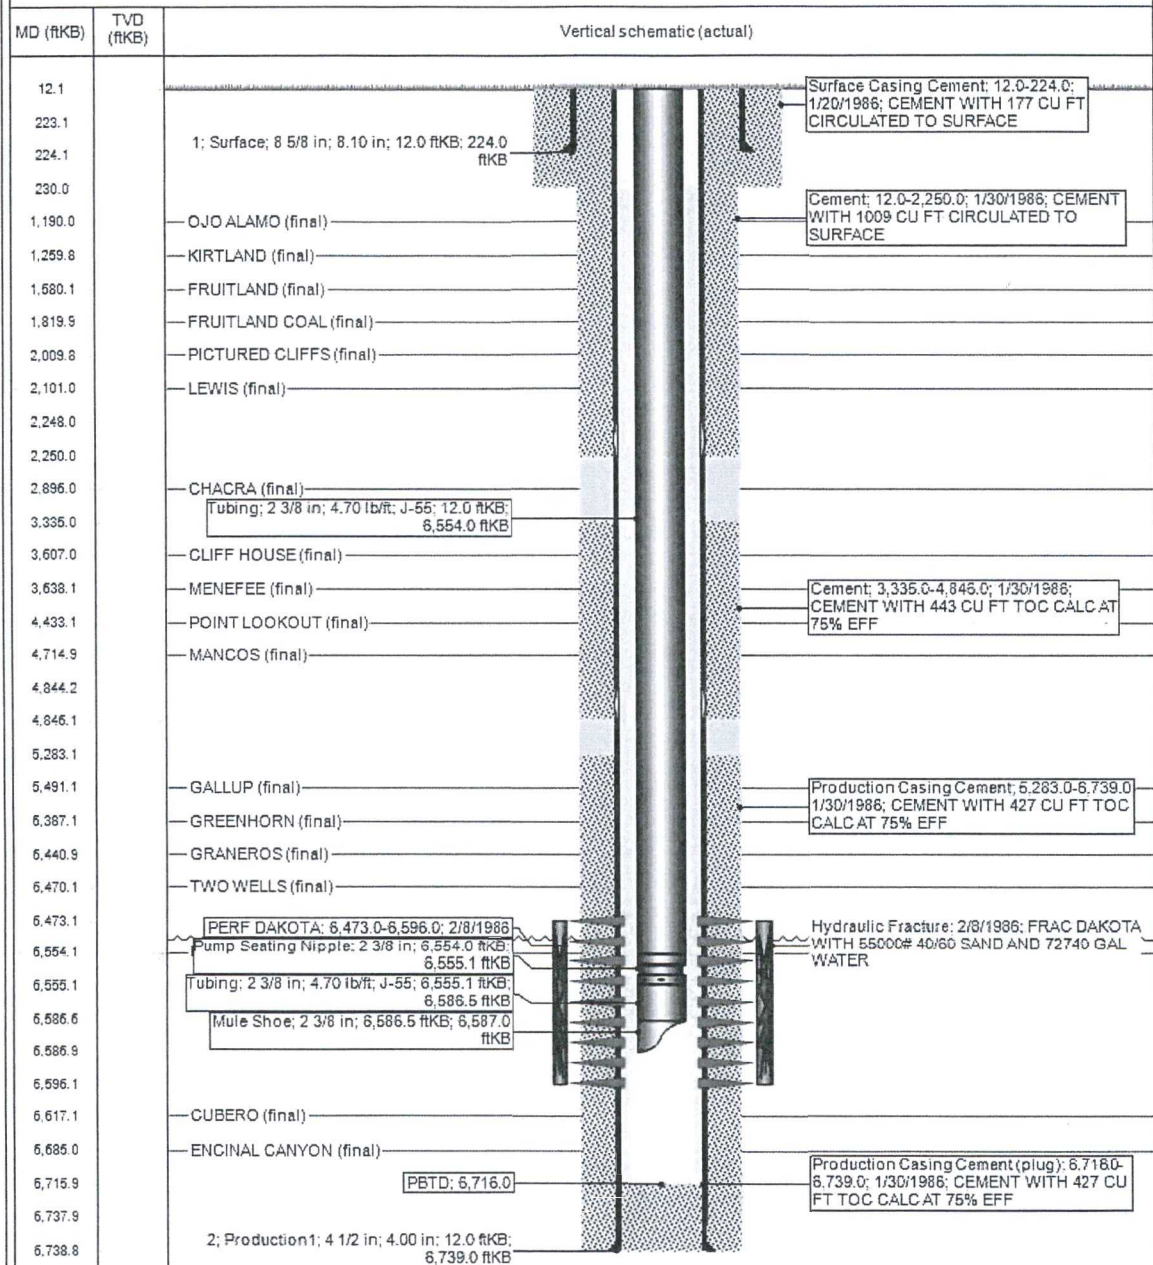 MD (ftKB)
TVD
(ftKB)
Vertical schematic (actual)
12.1
223.1
224.1
230.0
1,190.0
1,259.8
1,580.1
1,819.9
2,009.8
2,101.0
2,248.0
2,250.0
2,896.0
3,335.0
3,607.0
3,638.1
4,433.1
4,714.9
4,844.2
4,846.1
5,283.1
5,491.1
6,387.1
6,440.9
6,470.1
6,473.1
6,554.1
6,555.1
6,586.6
6,586.9
6,596.1
6,617.1
6,685.0
6,715.9
6,737.9
6,738.8
Surface Casing Cement; 12.0-224.0;
1/20/1986; CEMENT WITH 177 CU FT
CIRCULATED TO SURFACE
1; Surface; 8 5/8 in; 8.10 in; 12.0 ftKB; 224.0
ftKB
Cement; 12.0-2,250.0; 1/30/1986; CEMENT
WITH 1009 CU FT CIRCULATED TO
SURFACE
OJO ALAMO (final)
KIRTLAND (final)
FRUITLAND (final)
FRUITLAND COAL (final)
PICTURED CLIFFS (final)
LEWIS (final)
CHACRA (final)
Tubing; 2 3/8 in; 4.70 lb/ft; J-55; 12.0 ftKB;
6,554.0 ftKB
CLIFF HOUSE (final)
MENEFEE (final)
Cement; 3,335.0-4,846.0; 1/30/1986;
CEMENT WITH 443 CU FT TOC CALC AT
75% EFF
POINT LOOKOUT (final)
MANCOS (final)
GALLUP (final)
Production Casing Cement; 5,283.0-6,739.0
1/30/1986; CEMENT WITH 427 CU FT TOC
CALC AT 75% EFF
GREENHORN (final)
GRANEROS (final)
TWO WELLS (final)
PERF DAKOTA; 6,473.0-6,596.0; 2/8/1986
Hydraulic Fracture; 2/8/1986; FRAC DAKOTA
WITH 55000# 40/60 SAND AND 72740 GAL
WATER
Pump Seating Nipple; 2 3/8 in; 6,554.0 ftKB;
6,555.1 ftKB
Tubing; 2 3/8 in; 4.70 lb/ft; J-55; 6,555.1 ftKB;
6,586.5 ftKB
Mule Shoe; 2 3/8 in; 6,586.5 ftKB; 6,587.0
ftKB
CUBERO (final)
ENCINAL CANYON (final)
PBTD; 6,716.0
Production Casing Cement (plug); 6,716.0-
6,739.0; 1/30/1986; CEMENT WITH 427 CU
FT TOC CALC AT 75% EFF
2; Production1; 4 1/2 in; 4.00 in; 12.0 ftKB;
6,739.0 ftKB